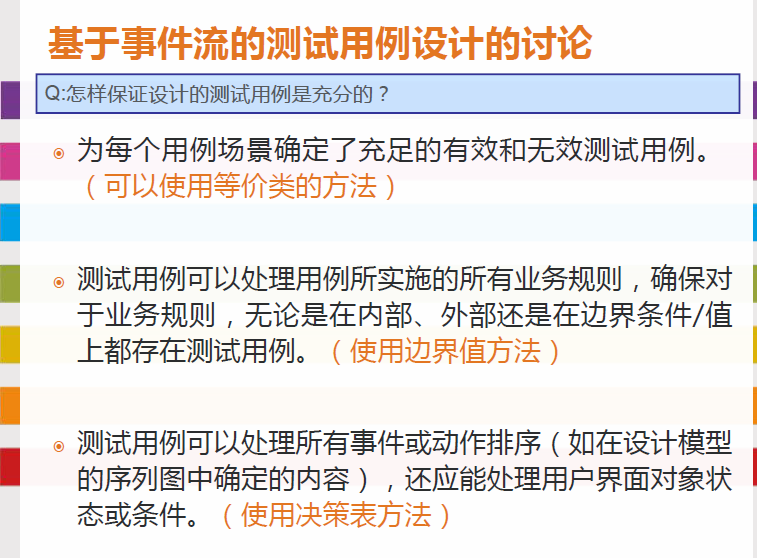 基于事件流的测试用例设计的讨论
Q:怎样保证设计的测试用例是充分的？
为每个用例场景确定了充足的有效和无效测试用例。
（可以使用等价类的方法）
测试用例可以处理用例所实施的所有业务规则，确保对
于业务规则，无论是在内部、外部还是在边界条件/值
上都存在测试用例。（使用边界值方法）
测试用例可以处理所有事件或动作排序（如在设计模型
的序列图中确定的内容），还应能处理用户界面对象状
态或条件。（使用决策表方法）